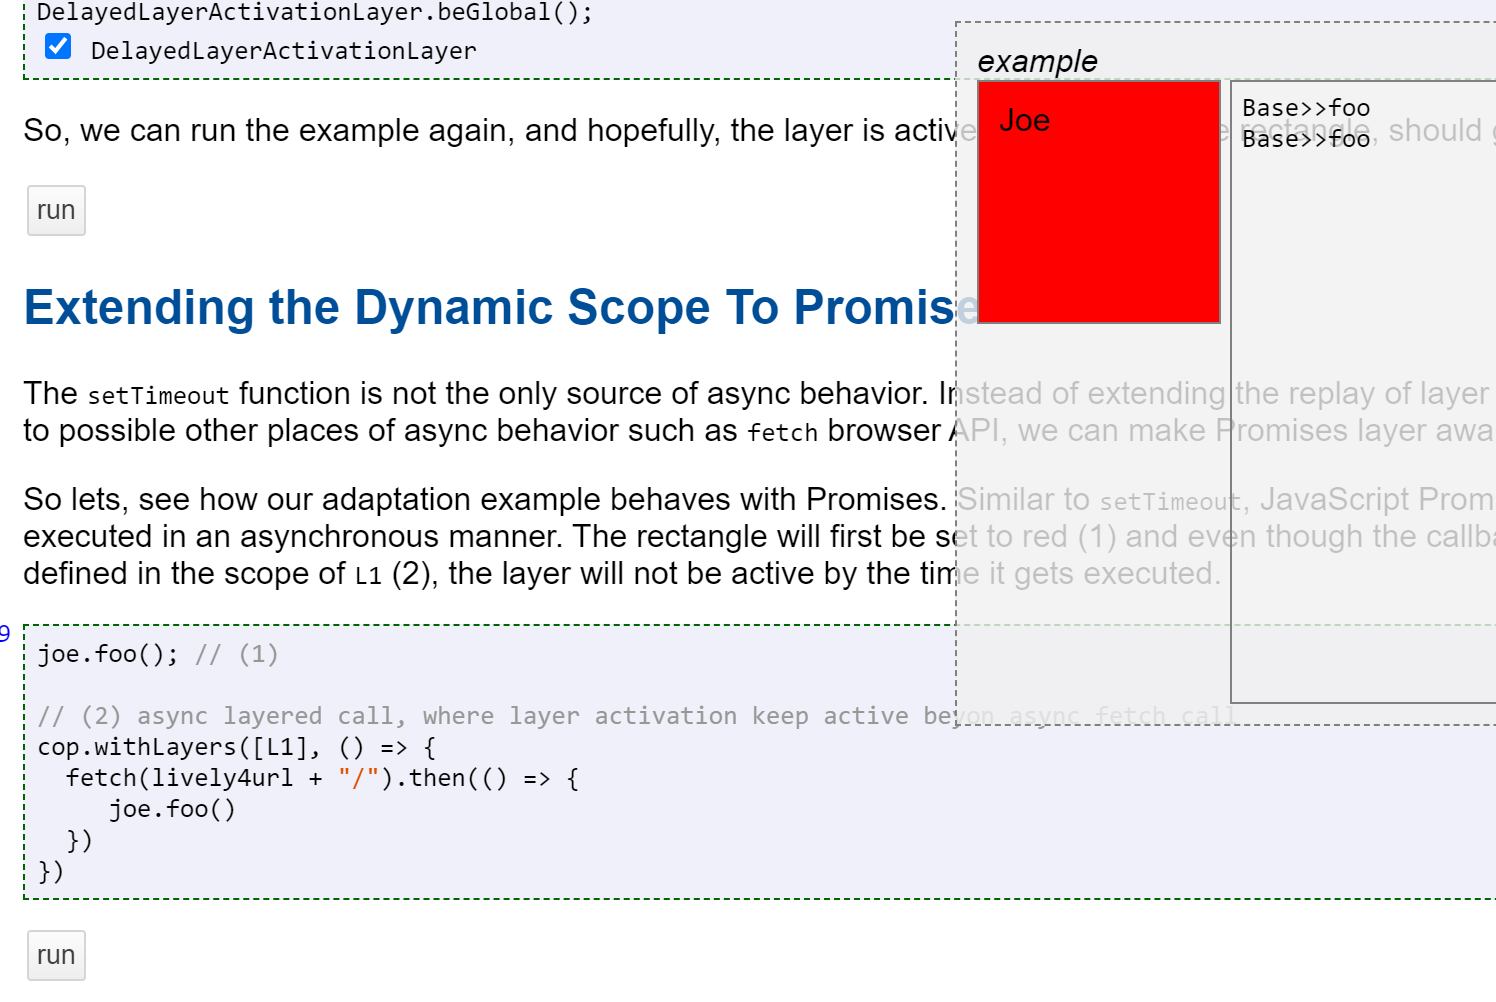 DelayedLayerActivationLayer.beGlobal();
DelayedLayerActivationLayer
example
Joe
Base>>foo
Base>>foo
So, we can run the example again, and hopefully, the layer is active rectangle, should
run
Extending the Dynamic Scope To Promise
The setTimeout function is not the only source of async behavior. Instead of extending the replay of layer
to possible other places of async behavior such as fetch browser API, we can make Promises layer awa
So lets, see how our adaptation example behaves with Promises. Similar to setTimeout, JavaScript Prom
executed in an asynchronous manner. The rectangle will first be set to red (1) and even though the callba
defined in the scope of L1 (2), the layer will not be active by the time it gets executed.
9
joe.foo(); // (1)
// (2) async layered call, where layer activation keep active beyon async fetch call
cop.withLayers([L1], () => {
fetch(lively4url + "/").then(() => {
joe.foo()
})
})
run